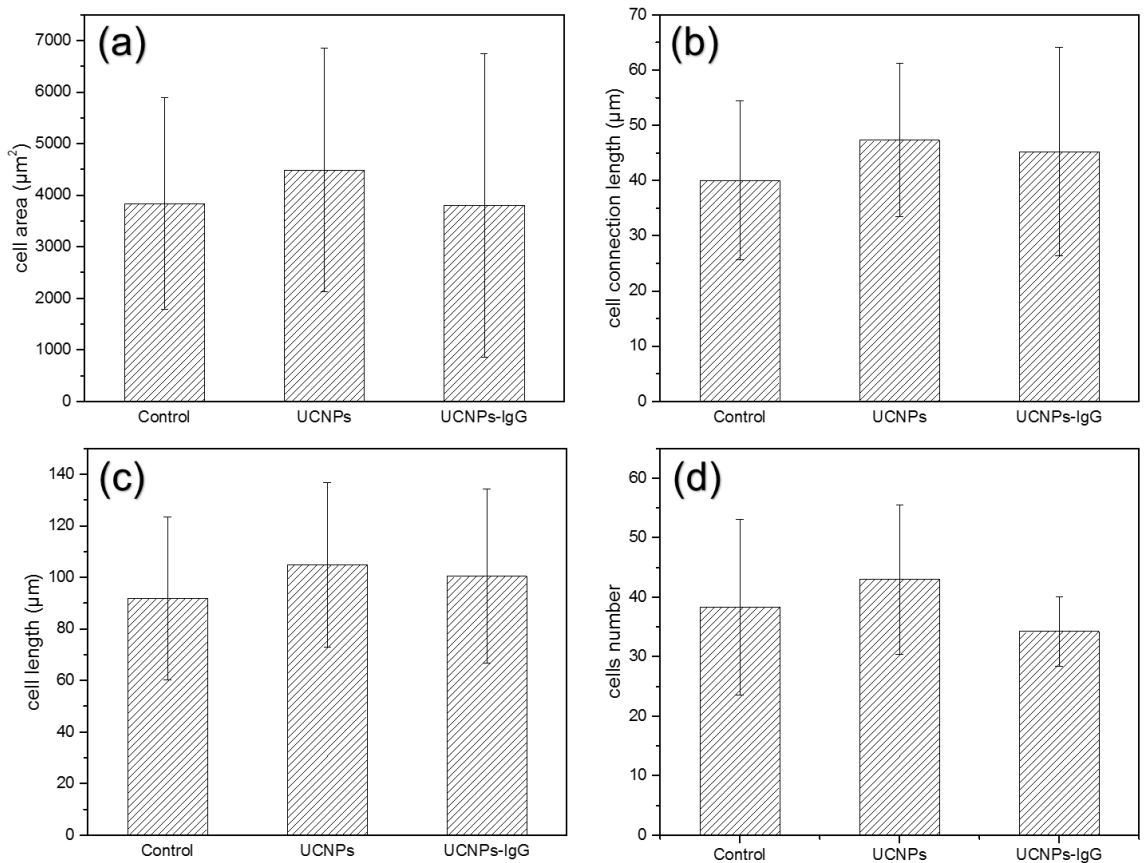 (a)
cell area (µm²)
7000
6000
5000
4000
3000
2000
1000
0
Control UCNPs UCNPs-IgG
(b)
cell connection length (µm)
70
60
50
40
30
20
10
0
Control UCNPs UCNPs-IgG
(c)
cell length (µm)
140
120
100
80
60
40
20
0
Control UCNPs UCNPs-IgG
(d)
cells number
60
50
40
30
20
10
0
Control UCNPs UCNPs-IgG